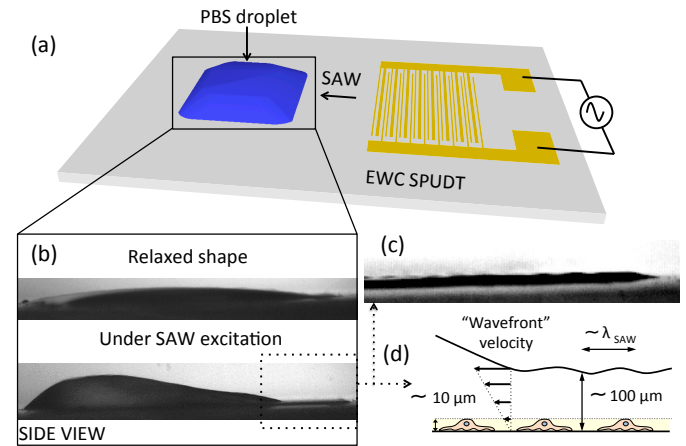 PBS droplet
(a)
SAW
EWC SPUDT
(b)
Relaxed shape
Under SAW excitation
SIDE VIEW
(c)
(d)
“Wavefront”
velocity
~ λ SAW
~ 10 μm
~ 100 μm